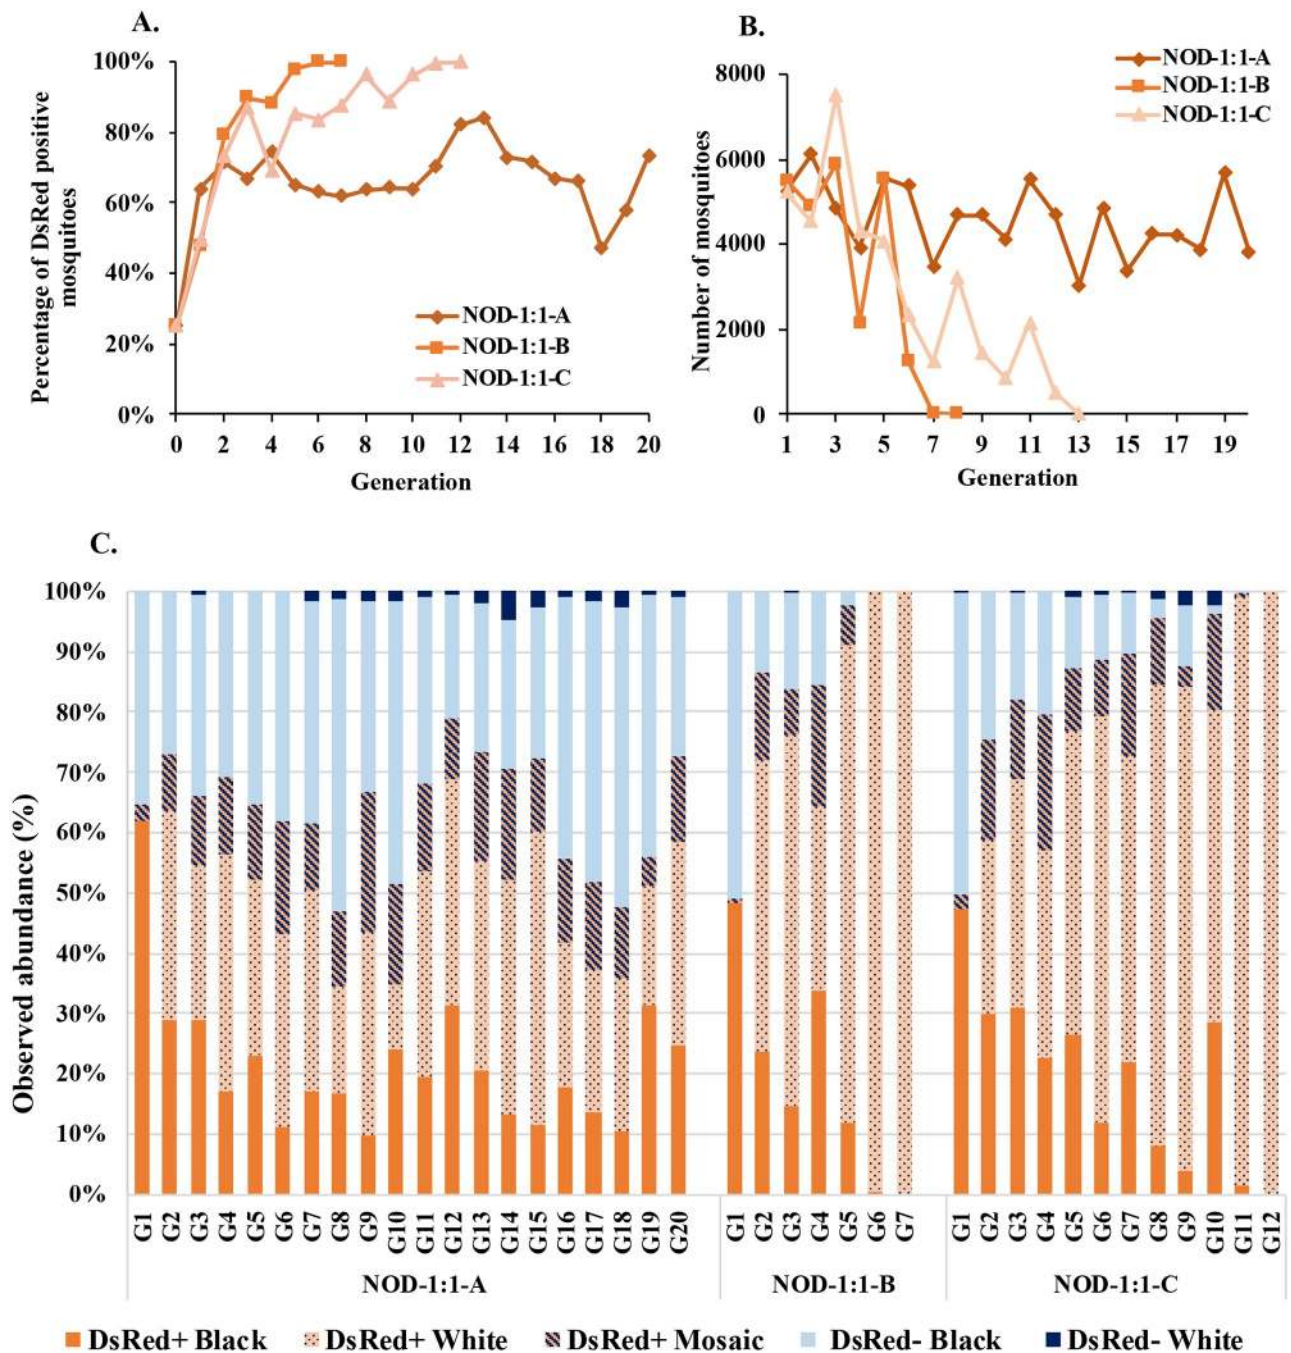 A.
Percentage of DsRed positive
mosquitoes
100%
80%
60%
40%
20%
0%
NOD-1:1-A
NOD-1:1-B
NOD-1:1-C
0 2 4 6 8 10 12 14 16 18 20
Generation
B.
Number of mosquitoes
8000
6000
4000
2000
0
NOD-1:1-A
NOD-1:1-B
NOD-1:1-C
1 3 5 7 9 11 13 15 17 19
Generation
C.
Observed abundance (%)
100%
90%
80%
70%
60%
50%
40%
30%
20%
10%
0%
G1 G2 G3 G4 G5 G6 G7 G8 G9 G10 G11 G12 G13 G14 G15 G16 G17 G18 G19 G20
G1 G2 G3 G4 G5 G6 G7
G1 G2 G3 G4 G5 G6 G7 G8 G9 G10 G11 G12
NOD-1:1-A NOD-1:1-B NOD-1:1-C
DsRed+ Black DsRed+ White DsRed+ Mosaic DsRed- Black DsRed- White